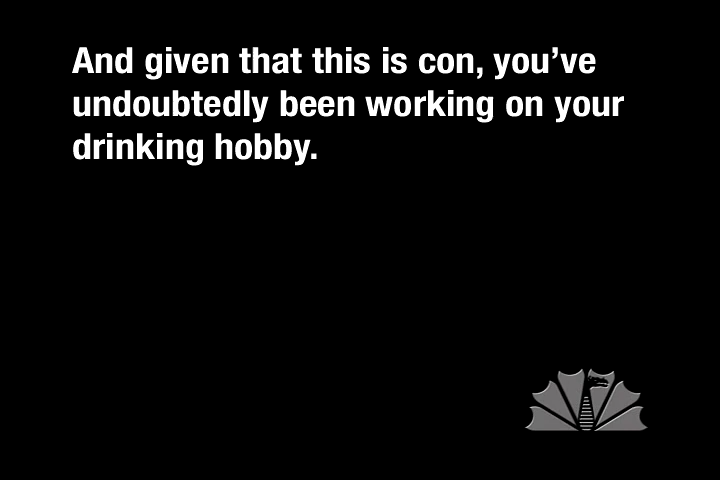 And given that this is con, you’ve
undoubtedly been working on your
drinking hobby.